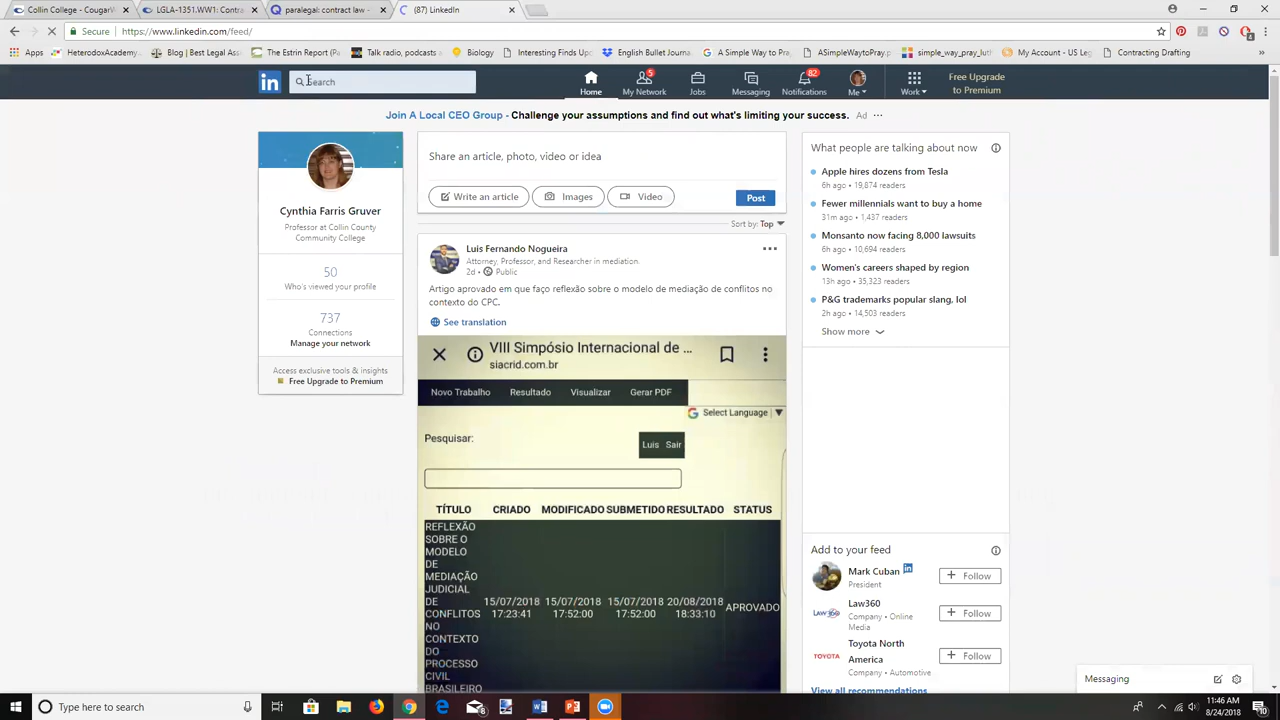 Collin College - CougarW
LGLA-1351.WW1: Contra
paralegal: contract law -
(87) LinkedIn
Secure
https://www.linkedin.com/feed/
HeterodoxAcademy
Blog | Best Legal Assi
The Estrin Report (Pa
Talk radio, podcasts a
Biology
Interesting Finds Upd
English Bullet Journa
A Simple Way to Pray
ASimpleWaytoPray.f
simple_way_pray_luth
My Account - US Leg
Contracting Drafting
in
Search
Home
5
My Network
Jobs
Messaging
82
Notifications
Me
Work
Free Upgrade
to Premium
Join A Local CEO Group - Challenge your assumptions and find out what's limiting your success. Ad ...
Cynthia Farris Gruver
Professor at Collin County
Community College
50
Who's viewed your profile
737
Connections
Manage your network
Access exclusive tools & insights
Free Upgrade to Premium
Share an article, photo, video or idea
Write an article
Images
Video
Post
Sort by: Top
Luis Fernando Nogueira
Attorney, Professor, and Researcher in mediation.
2d • Public
Artigo aprovado em que faço reflexão sobre o modelo de mediação de conflitos no
contexto do CPC.
See translation
VIII Simpósio Internacional de ...
siacrid.com.br
Novo Trabalho Resultado Visualizar Gerar PDF
Select Language
Pesquisar:
Luis Sair
TÍTULO CRIADO MODIFICADO SUBMETIDO RESULTADO STATUS
REFLEXÃO
SOBRE O
MODELO
DE
MEDIAÇÃO
JUDICIAL
DE
CONFLITOS
NO
CONTEXTO
DO
PROCESSO
CIVIL
BRASILEIRO
15/07/2018 15/07/2018 15/07/2018 20/08/2018
17:23:41 17:52:00 17:52:00 18:33:10
APROVADO
What people are talking about now
Apple hires dozens from Tesla
6h ago • 19,874 readers
Fewer millennials want to buy a home
31m ago • 1,437 readers
Monsanto now facing 8,000 lawsuits
6h ago • 10,694 readers
Women's careers shaped by region
13h ago • 35,323 readers
P&G trademarks popular slang, lol
2h ago • 14,503 readers
Show more
Add to your feed
Mark Cuban
President
+ Follow
Law360
Company • Online
Media
+ Follow
Toyota North
America
Company • Automotive
+ Follow
View all recommendations
Messaging
Type here to search
11:46 AM
8/24/2018